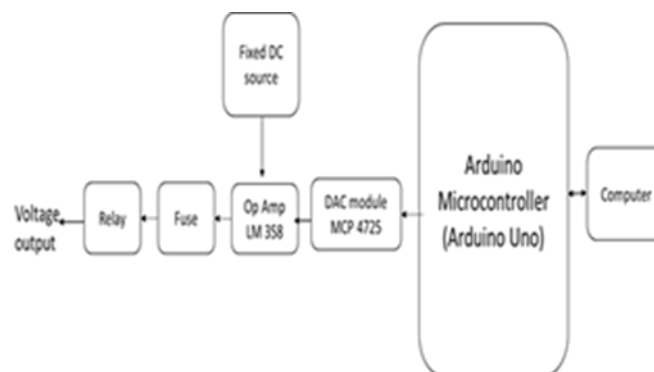 Fixed DC
source
Arduino
Microcontroller
(Arduino Uno)
Computer
DAC module
MCP 4725
Op Amp
LM 358
Fuse
Relay
Voltage
output